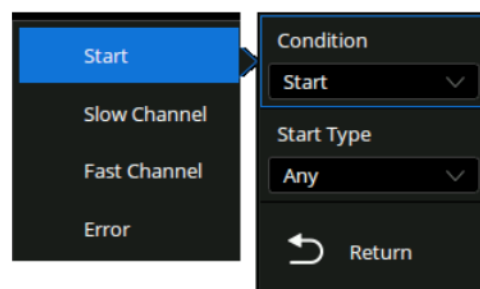 Start
Slow Channel
Fast Channel
Error
Condition
Start
Start Type
Any
Return